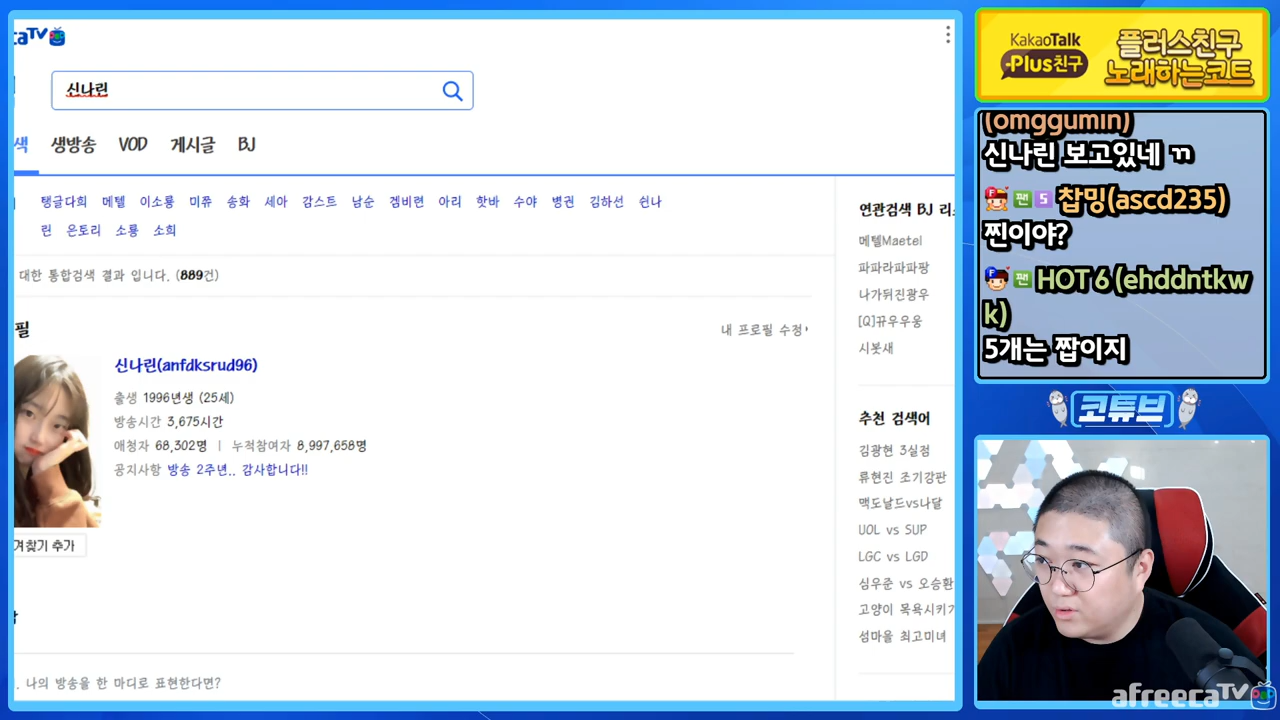 caTV
신나린
색 생방송 VOD 게시글 BJ
탱글다희 메텔 이소룡 미쮸 송화 세아 감스트 남순 겜비련 아리 핫바 수야 병권 김하선 쉰나
린 은토리 소룡 소희
대한 통합검색 결과 입니다. (889건)
필
내 프로필 수정
신나린(anfdksrud96)
출생 1996년생 (25세)
방송시간 3,675시간
애청자 68,302명 | 누적참여자 8,997,658명
공지사항 방송 2주년.. 감사합니다!!
겨찾기 추가
. 나의 방송을 한 마디로 표현한다면?
연관검색 BJ 리스
메텔Maetel
파파라파파팡
나가뒤진광우
[Q]뀨우우웅
시봇새
추천 검색어
김광현 3실점
류현진 조기강판
맥도날드vs나달
UOL vs SUP
LGC vs LGD
심우준 vs 오승환
고양이 목욕시키기
섬마을 최고미녀
KakaoTalk
Plus친구
플러스친구
노래하는코트
(omggumin)
신나린 보고있네 ㄲ
F 팬 5 찹밍(ascd235)
찐이야?
F 팬 HOT 6 (ehddntkw
k)
5개는 짭이지
코튜브
afreecaTV